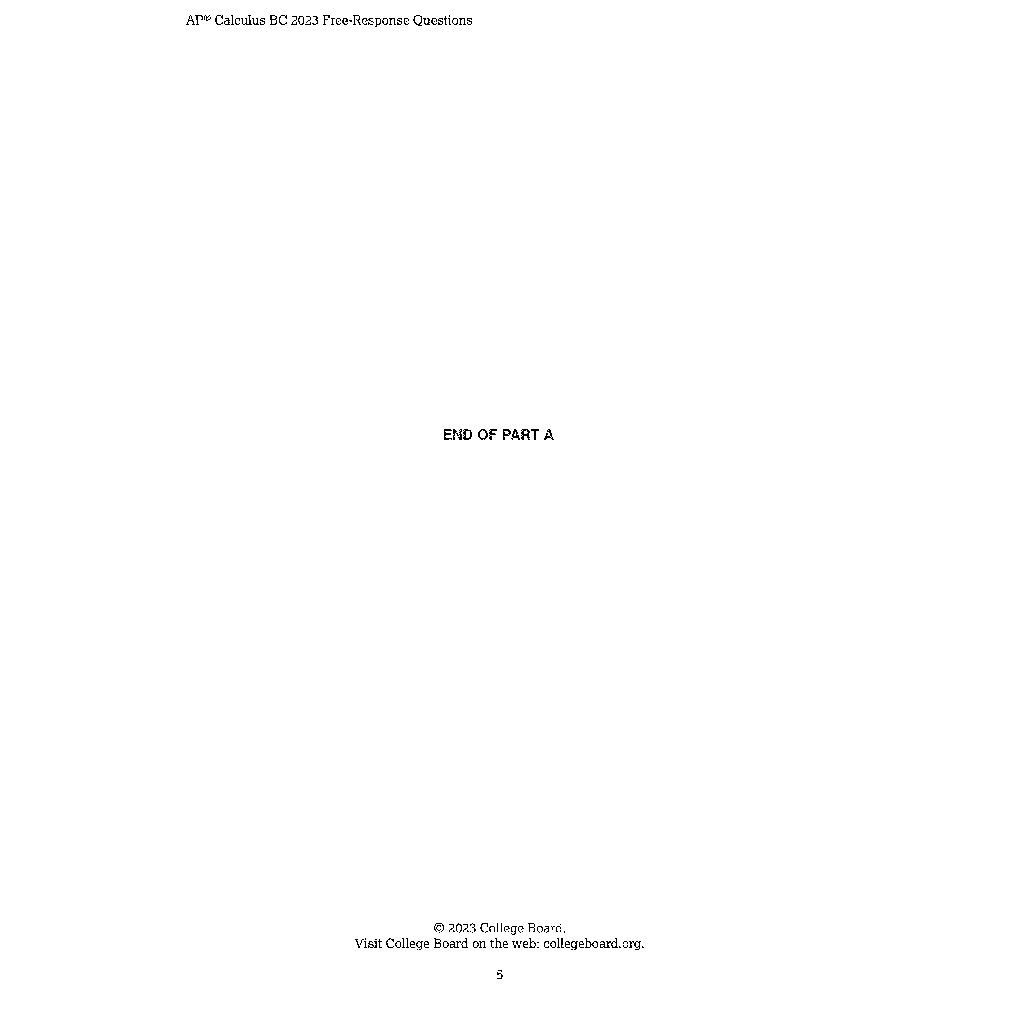 AP® Calculus BC 2023 Free-Response Questions
END OF PART A
© 2023 College Board.
Visit College Board on the web: collegeboard.org.
5